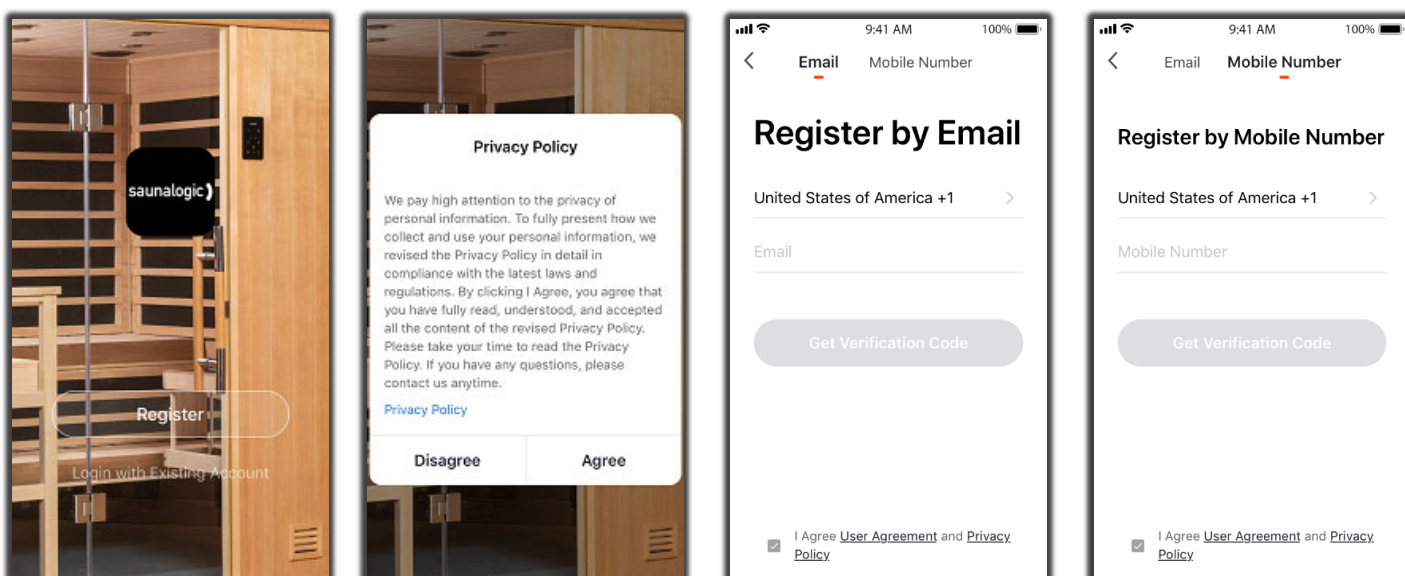 saunalogic
Register
Login with Existing Account
Privacy Policy
We pay high attention to the privacy of
personal information. To fully present how we
collect and use your personal information, we
revised the Privacy Policy in detail in
compliance with the latest laws and
regulations. By clicking I Agree, you agree that
you have fully read, understood, and accepted
all the content of the revised Privacy Policy.
Please take your time to read the Privacy
Policy. If you have any questions, please
contact us anytime.
Privacy Policy
Disagree
Agree
9:41 AM
100%
Email
Mobile Number
Register by Email
United States of America +1
Email
Get Verification Code
I Agree User Agreement and Privacy
Policy
9:41 AM
100%
Email
Mobile Number
Register by Mobile Number
United States of America +1
Mobile Number
Get Verification Code
I Agree User Agreement and Privacy
Policy